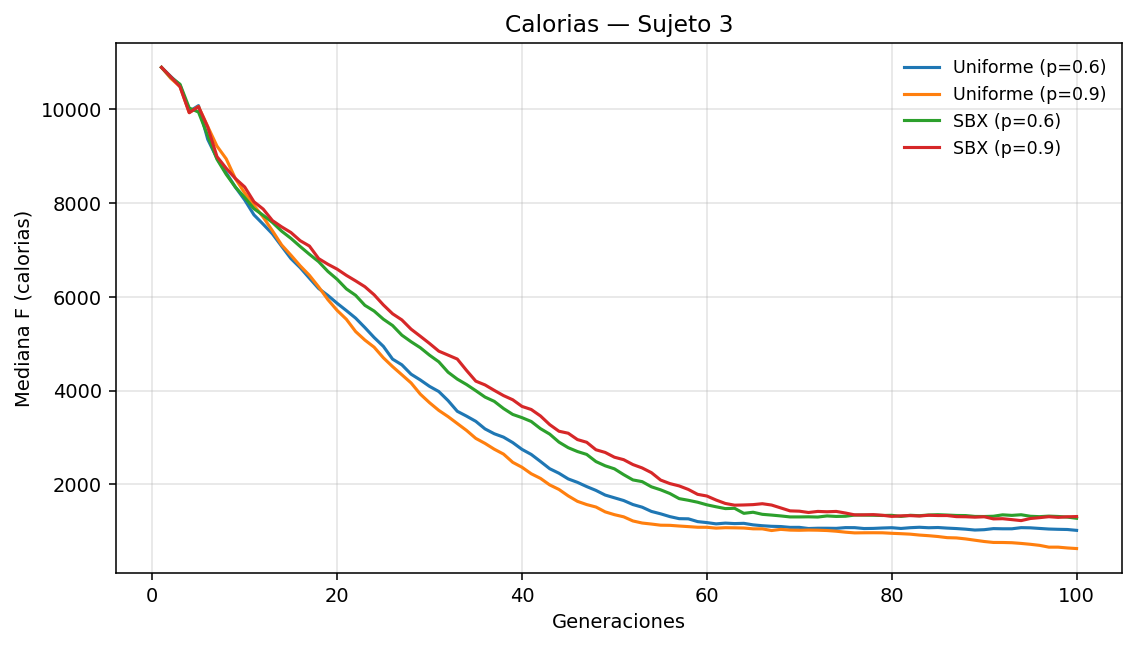 Calorias — Sujeto 3
Uniforme (p=0.6)
Uniforme (p=0.9)
SBX (p=0.6)
SBX (p=0.9)
Mediana F (calorias)
10000
8000
6000
4000
2000
0 20 40 60 80 100
Generaciones